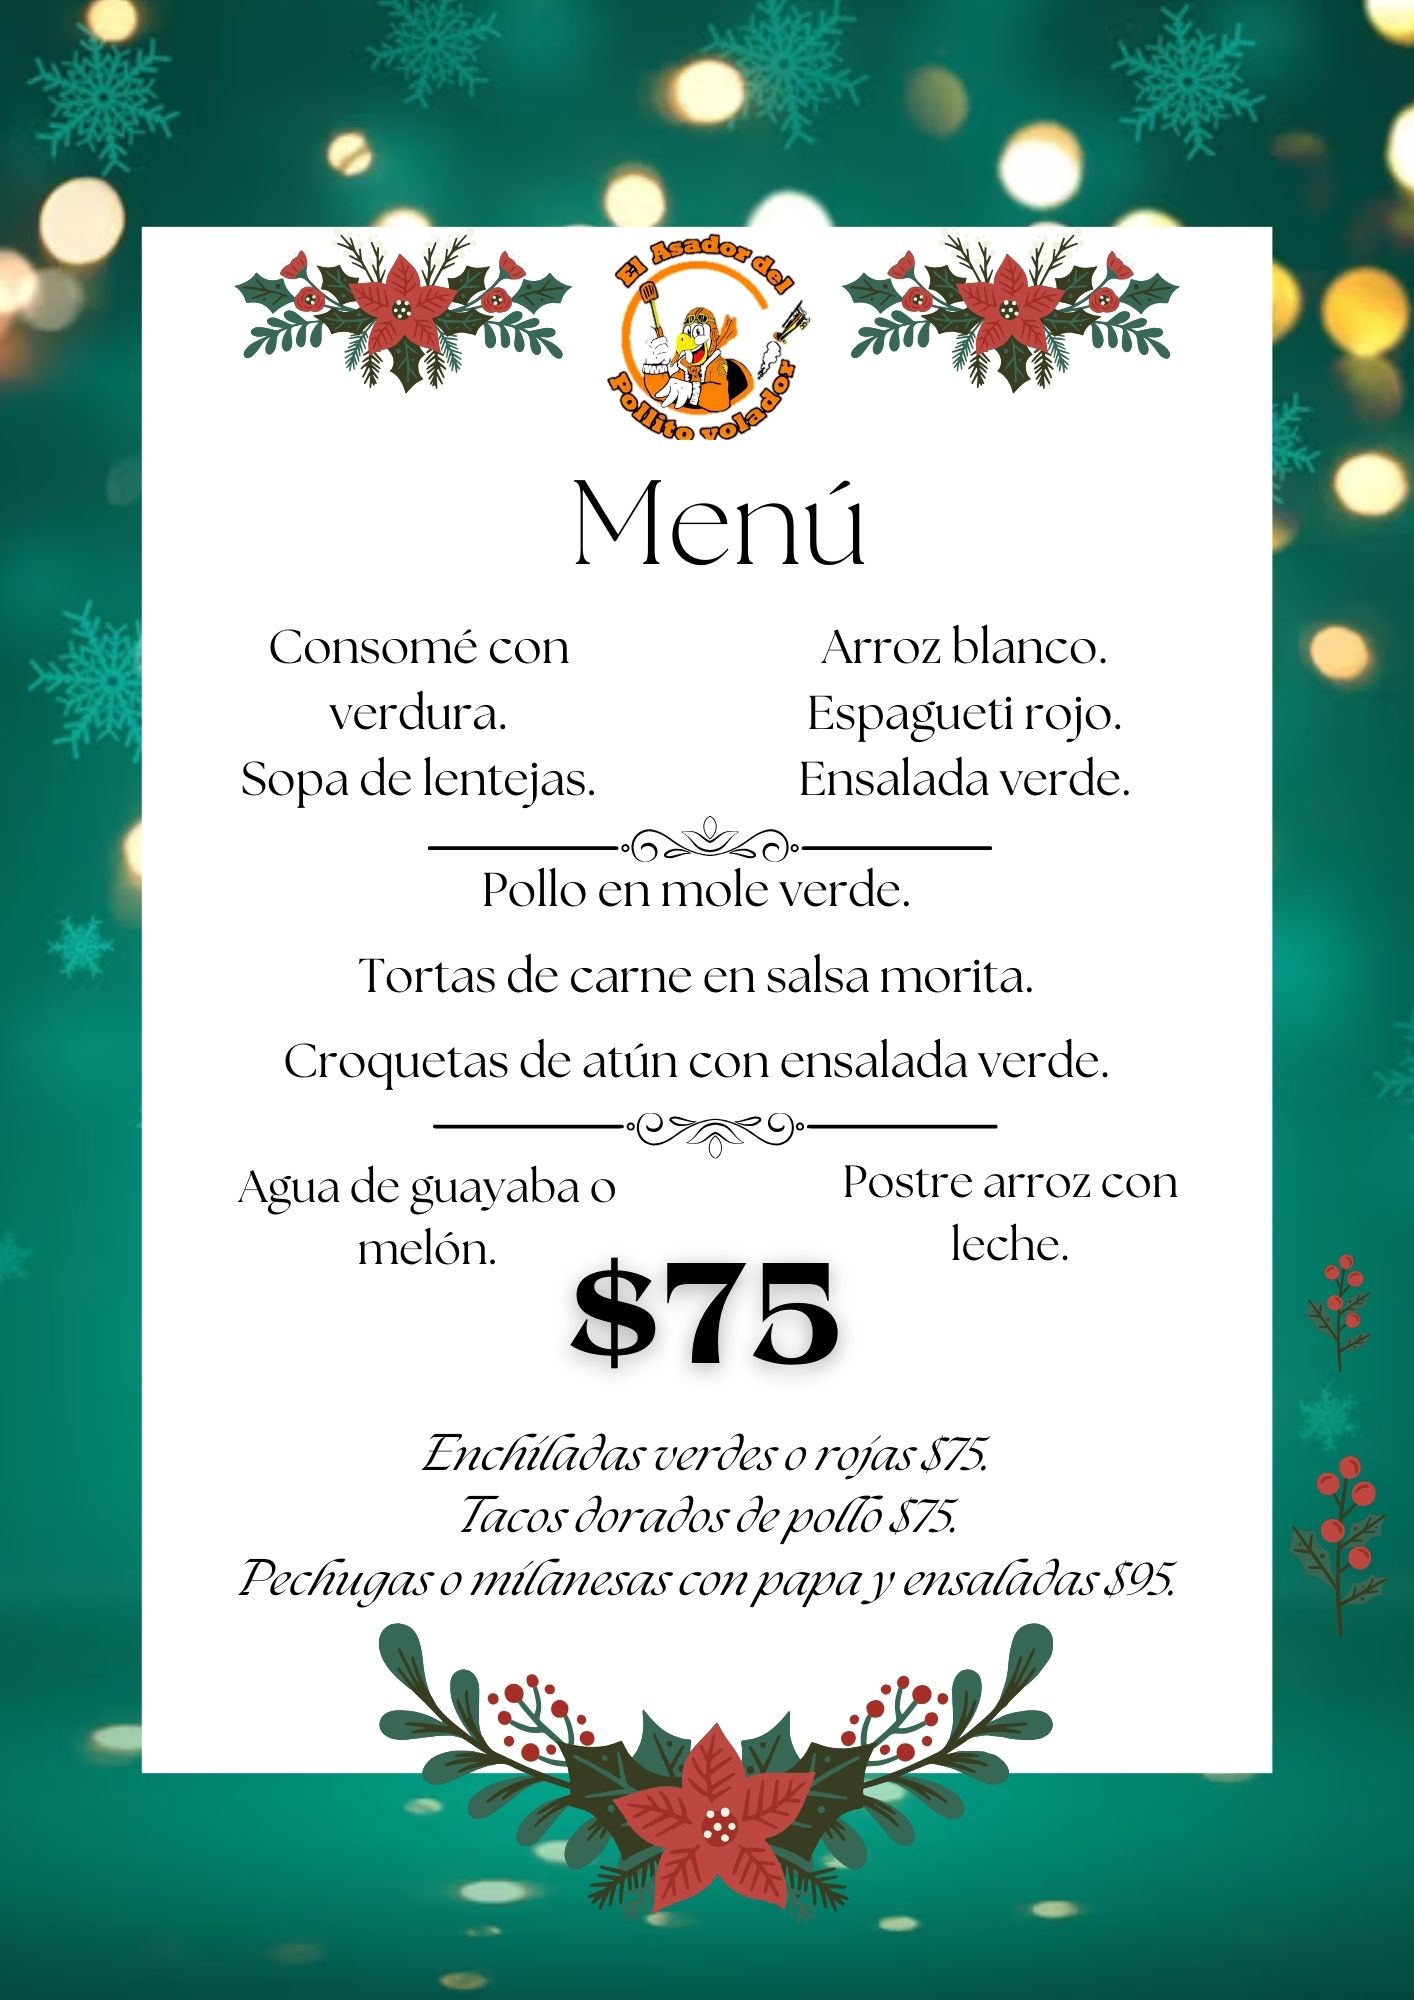 El Asador del
Pollito volador
Menú
Consomé con
verdura.
Sopa de lentejas.
Arroz blanco.
Espagueti rojo.
Ensalada verde.
Pollo en mole verde.
Tortas de carne en salsa morita.
Croquetas de atún con ensalada verde.
Agua de guayaba o
melón.
Postre arroz con
leche.
$75
Enchiladas verdes o rojas $75.
Tacos dorados de pollo $75.
Pechugas o milanesas con papa y ensaladas $95.